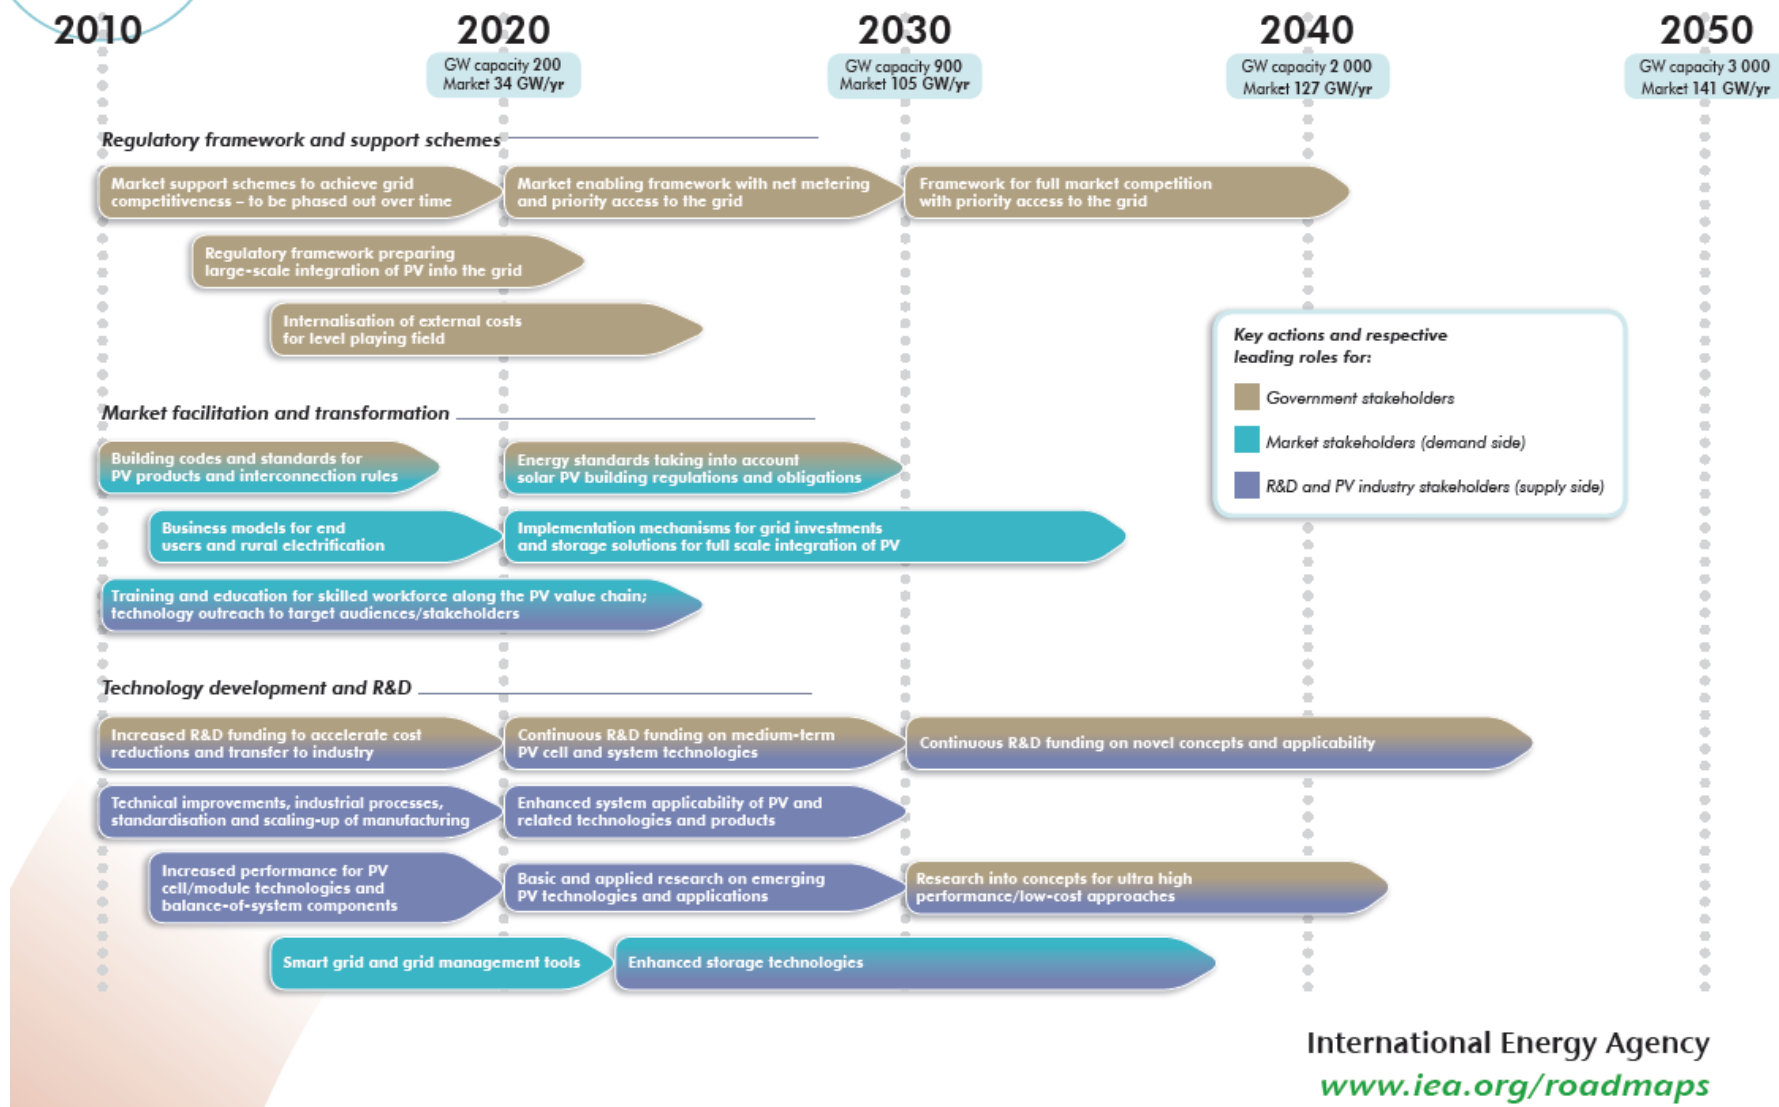 2010
2020
2030
2040
2050
GW capacity 200
Market 34 GW/yr
GW capacity 900
Market 105 GW/yr
GW capacity 2 000
Market 127 GW/yr
GW capacity 3 000
Market 141 GW/yr
Regulatory framework and support schemes
Market support schemes to achieve grid
competitiveness – to be phased out over time
Market enabling framework with net metering
and priority access to the grid
Framework for full market competition
with priority access to the grid
Regulatory framework preparing
large-scale integration of PV into the grid
Internalisation of external costs
for level playing field
Key actions and respective
leading roles for:
Government stakeholders
Market stakeholders (demand side)
R&D and PV industry stakeholders (supply side)
Market facilitation and transformation
Building codes and standards for
PV products and interconnection rules
Energy standards taking into account
solar PV building regulations and obligations
Business models for end
users and rural electrification
Implementation mechanisms for grid investments
and storage solutions for full scale integration of PV
Training and education for skilled workforce along the PV value chain;
technology outreach to target audiences/stakeholders
Technology development and R&D
Increased R&D funding to accelerate cost
reductions and transfer to industry
Continuous R&D funding on medium-term
PV cell and system technologies
Continuous R&D funding on novel concepts and applicability
Technical improvements, industrial processes,
standardisation and scaling-up of manufacturing
Enhanced system applicability of PV and
related technologies and products
Increased performance for PV
cell/module technologies and
balance-of-system components
Basic and applied research on emerging
PV technologies and applications
Research into concepts for ultra high
performance/low-cost approaches
Smart grid and grid management tools
Enhanced storage technologies
International Energy Agency
www.iea.org/roadmaps